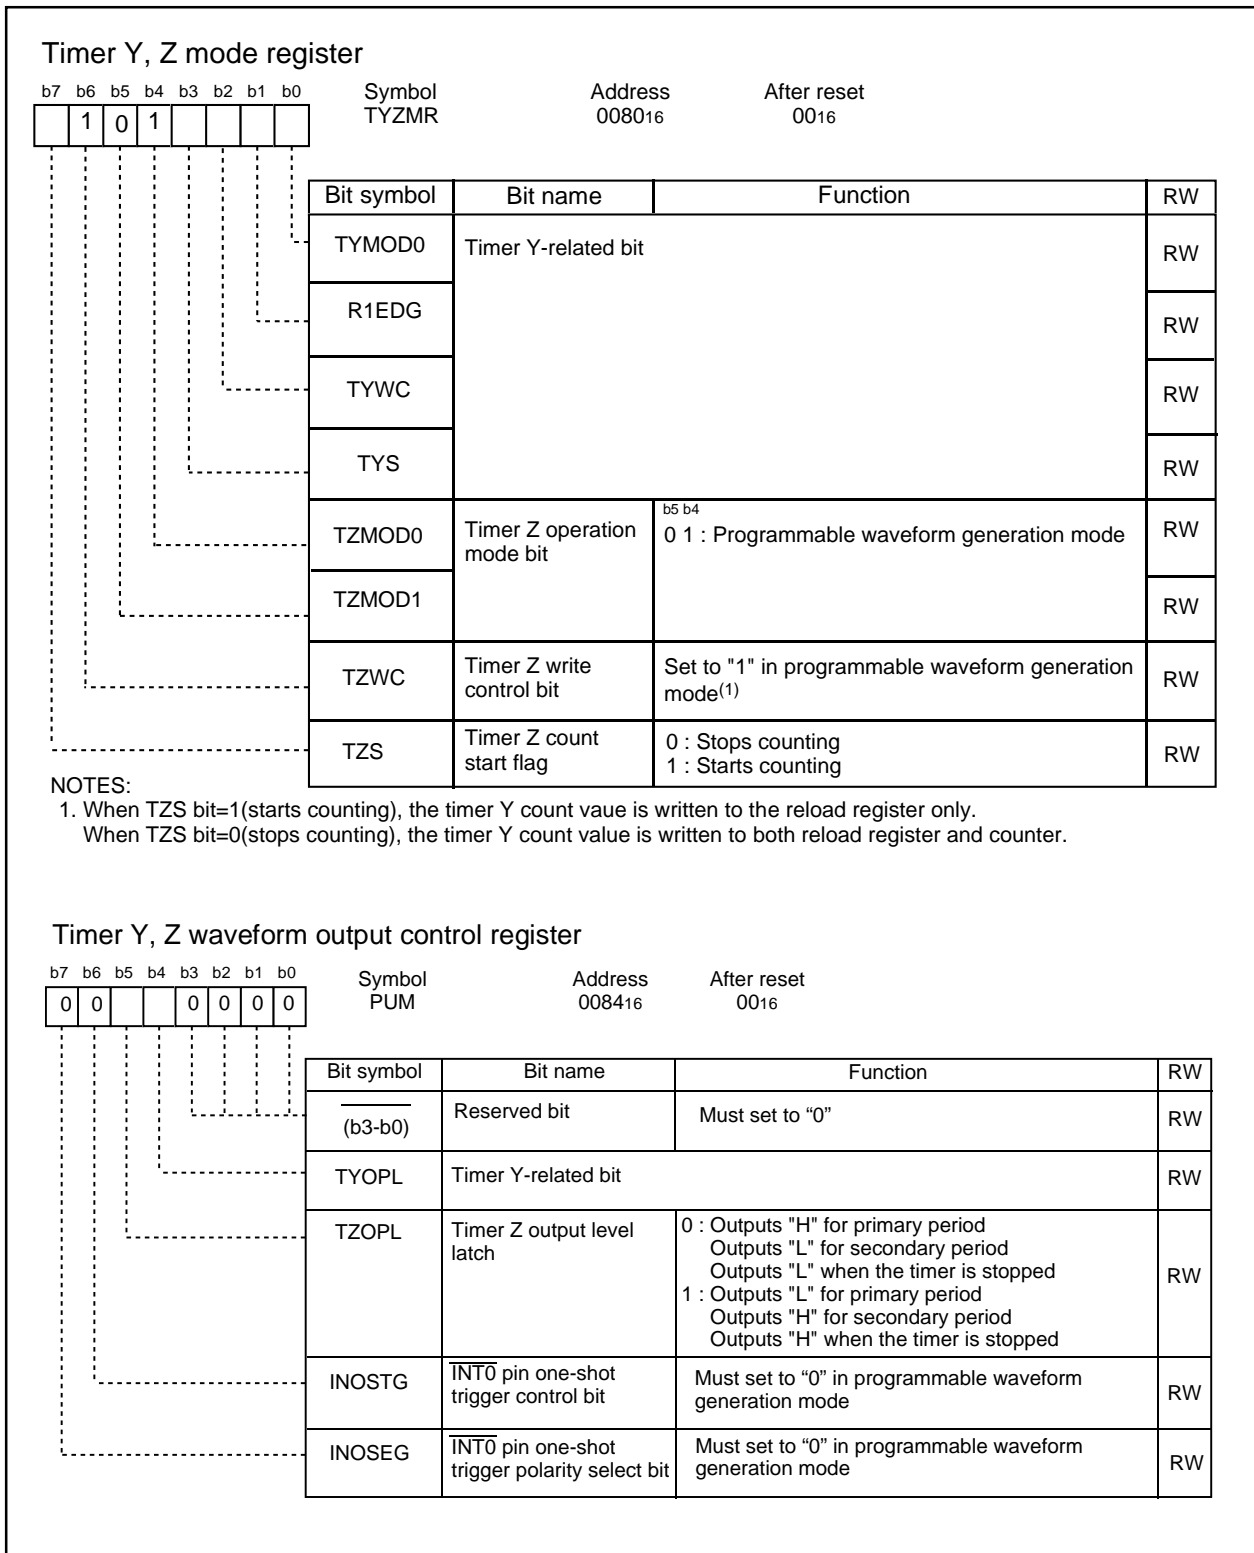 Timer Y, Z mode register
b7 b6 b5 b4 b3 b2 b1 b0
1 0 1
Symbol Address After reset
TYZMR 008016 0016
Bit symbol Bit name Function RW
TYMOD0 Timer Y-related bit RW
R1EDG RW
TYWC RW
TYS RW
b5 b4
TZMOD0 Timer Z operation mode bit 0 1 : Programmable waveform generation mode RW
TZMOD1 RW
TZWC Timer Z write control bit Set to "1" in programmable waveform generation mode(1) RW
TZS Timer Z count start flag 0 : Stops counting
1 : Starts counting RW
NOTES:
1. When TZS bit=1(starts counting), the timer Y count vaue is written to the reload register only.
When TZS bit=0(stops counting), the timer Y count value is written to both reload register and counter.
Timer Y, Z waveform output control register
b7 b6 b5 b4 b3 b2 b1 b0
0 0 0 0 0 0
Symbol Address After reset
PUM 008416 0016
Bit symbol Bit name Function RW
(b3-b0) Reserved bit Must set to “0” RW
TYOPL Timer Y-related bit RW
TZOPL Timer Z output level latch 0 : Outputs "H" for primary period
Outputs "L" for secondary period
Outputs "L" when the timer is stopped
1 : Outputs "L" for primary period
Outputs "H" for secondary period
Outputs "H" when the timer is stopped
RW
INOSTG INT0 pin one-shot trigger control bit Must set to “0” in programmable waveform generation mode RW
INOSEG INT0 pin one-shot trigger polarity select bit Must set to “0” in programmable waveform generation mode RW